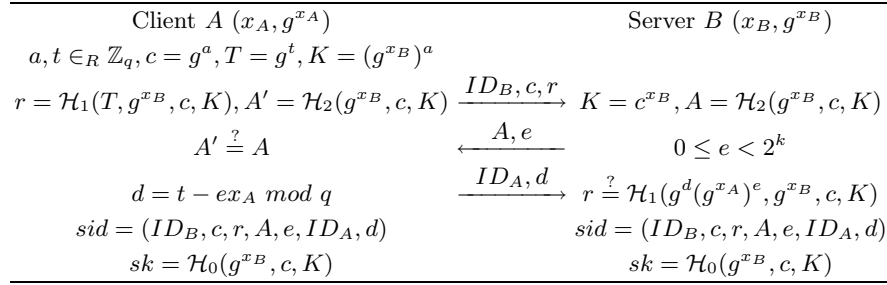 Client A (x_A, g^{x_A}) Server B (x_B, g^{x_B})
a, t ∈_R ℤ_q, c = g^a, T = g^t, K = (g^{x_B})^a
r = ℋ_1(T, g^{x_B}, c, K), A′ = ℋ_2(g^{x_B}, c, K) ID_B, c, r → K = c^{x_B}, A = ℋ_2(g^{x_B}, c, K)
A′ ≟ A A, e ← 0 ≤ e < 2^k
d = t − ex_A mod q ID_A, d → r ≟ ℋ_1(g^d(g^{x_A})^e, g^{x_B}, c, K)
sid = (ID_B, c, r, A, e, ID_A, d) sid = (ID_B, c, r, A, e, ID_A, d)
sk = ℋ_0(g^{x_B}, c, K) sk = ℋ_0(g^{x_B}, c, K)